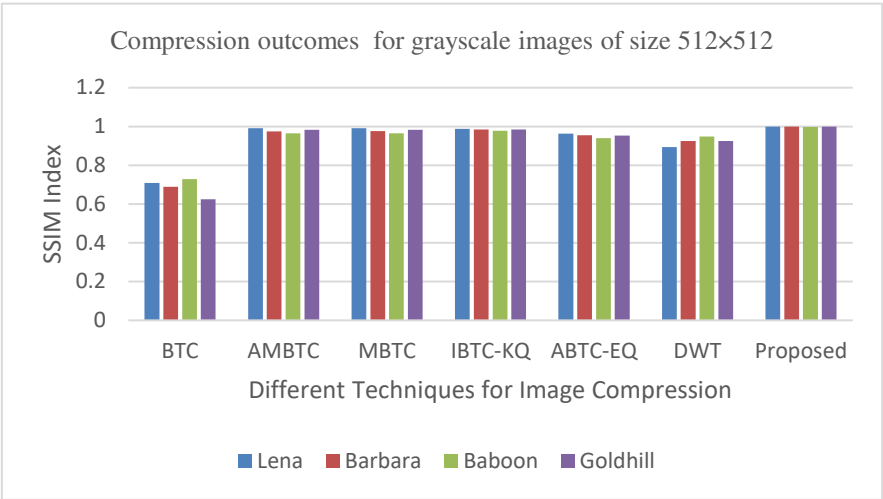 Compression outcomes for grayscale images of size 512×512
1.2
1
0.8
0.6
0.4
0.2
0
SSIM Index
BTC AMBTC MBTC IBTC-KQ ABTC-EQ DWT Proposed
Different Techniques for Image Compression
Lena Barbara Baboon Goldhill